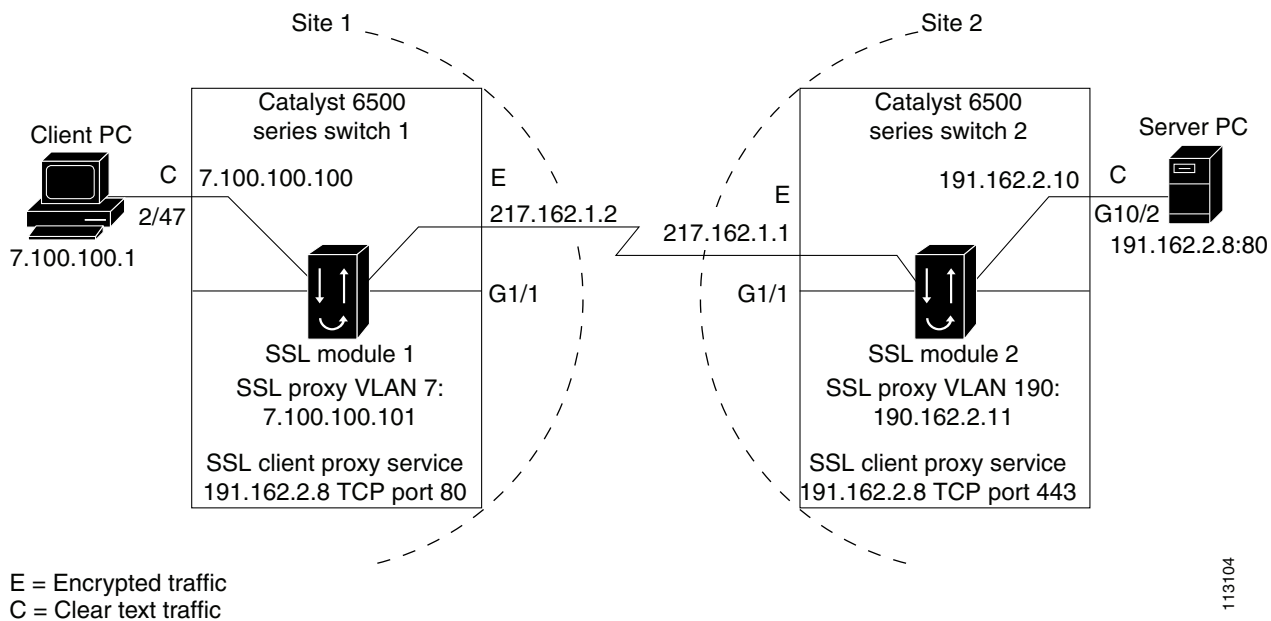 Site 1
Site 2
Catalyst 6500
series switch 1
Catalyst 6500
series switch 2
Client PC
Server PC
C
7.100.100.100
E
E
191.162.2.10
C
2/47
217.162.1.2
217.162.1.1
G10/2
7.100.100.1
191.162.2.8:80
G1/1
G1/1
SSL module 1
SSL module 2
SSL proxy VLAN 7:
7.100.100.101
SSL proxy VLAN 190:
190.162.2.11
SSL client proxy service
191.162.2.8 TCP port 80
SSL client proxy service
191.162.2.8 TCP port 443
E = Encrypted traffic
C = Clear text traffic
113104